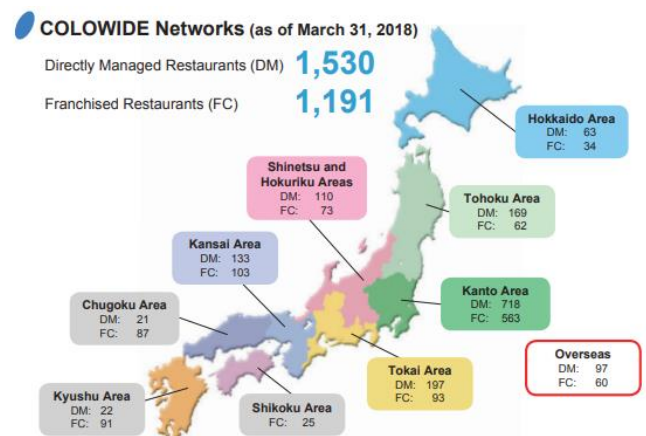 COLOWIDE Networks (as of March 31, 2018)
Directly Managed Restaurants (DM) 1,530
Franchised Restaurants (FC) 1,191
Hokkaido Area
DM: 63
FC: 34
Shinetsu and
Hokuriku Areas
DM: 110
FC: 73
Tohoku Area
DM: 169
FC: 62
Kansai Area
DM: 133
FC: 103
Kanto Area
DM: 718
FC: 563
Chugoku Area
DM: 21
FC: 87
Overseas
DM: 97
FC: 60
Tokai Area
DM: 197
FC: 93
Kyushu Area
DM: 22
FC: 91
Shikoku Area
FC: 25